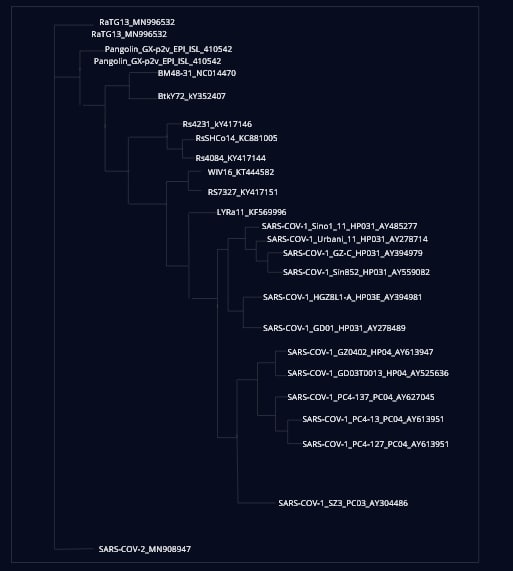 RaTG13_MN996532
RaTG13_MN996532
Pangolin_GX-p2v_EPI_ISL_410542
Pangolin_GX-p2v_EPI_ISL_410542
BM48-31_NC014470
BtkY72_kY352407
Rs4231_kY417146
RsSHCo14_KC881005
Rs4084_KY417144
WIV16_KT444582
RS7327_KY417151
LYRa11_KF569996
SARS-COV-1_Sino1_11_HP031_AY485277
SARS-COV-1_Urbani_11_HP031_AY278714
SARS-COV-1_GZ-C_HP031_AY394979
SARS-COV-1_Sin852_HP031_AY559082
SARS-COV-1_HGZ8L1-A_HP03E_AY394981
SARS-COV-1_GD01_HP031_AY278489
SARS-COV-1_GZ0402_HP04_AY613947
SARS-COV-1_GD03T0013_HP04_AY525636
SARS-COV-1_PC4-137_PC04_AY627045
SARS-COV-1_PC4-13_PC04_AY613951
SARS-COV-1_PC4-127_PC04_AY613951
SARS-COV-1_SZ3_PC03_AY304486
SARS-COV-2_MN908947